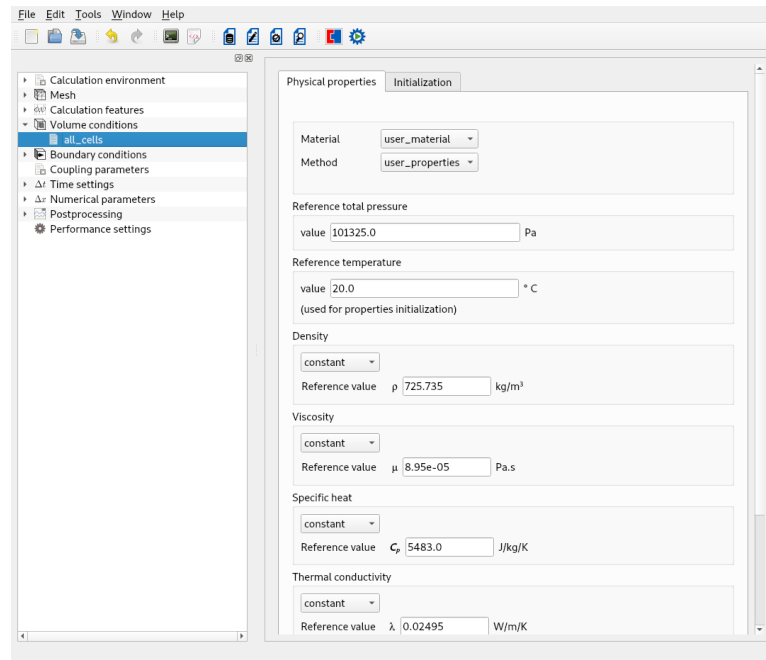 File Edit Tools Window Help
Calculation environment
Mesh
Calculation features
Volume conditions
all_cells
Boundary conditions
Coupling parameters
Δt Time settings
Δx Numerical parameters
Postprocessing
Performance settings
Physical properties Initialization
Material user_material
Method user_properties
Reference total pressure
value 101325.0 Pa
Reference temperature
value 20.0 ° C
(used for properties initialization)
Density
constant
Reference value ρ 725.735 kg/m³
Viscosity
constant
Reference value μ 8.95e-05 Pa.s
Specific heat
constant
Reference value Cp 5483.0 J/kg/K
Thermal conductivity
constant
Reference value λ 0.02495 W/m/K